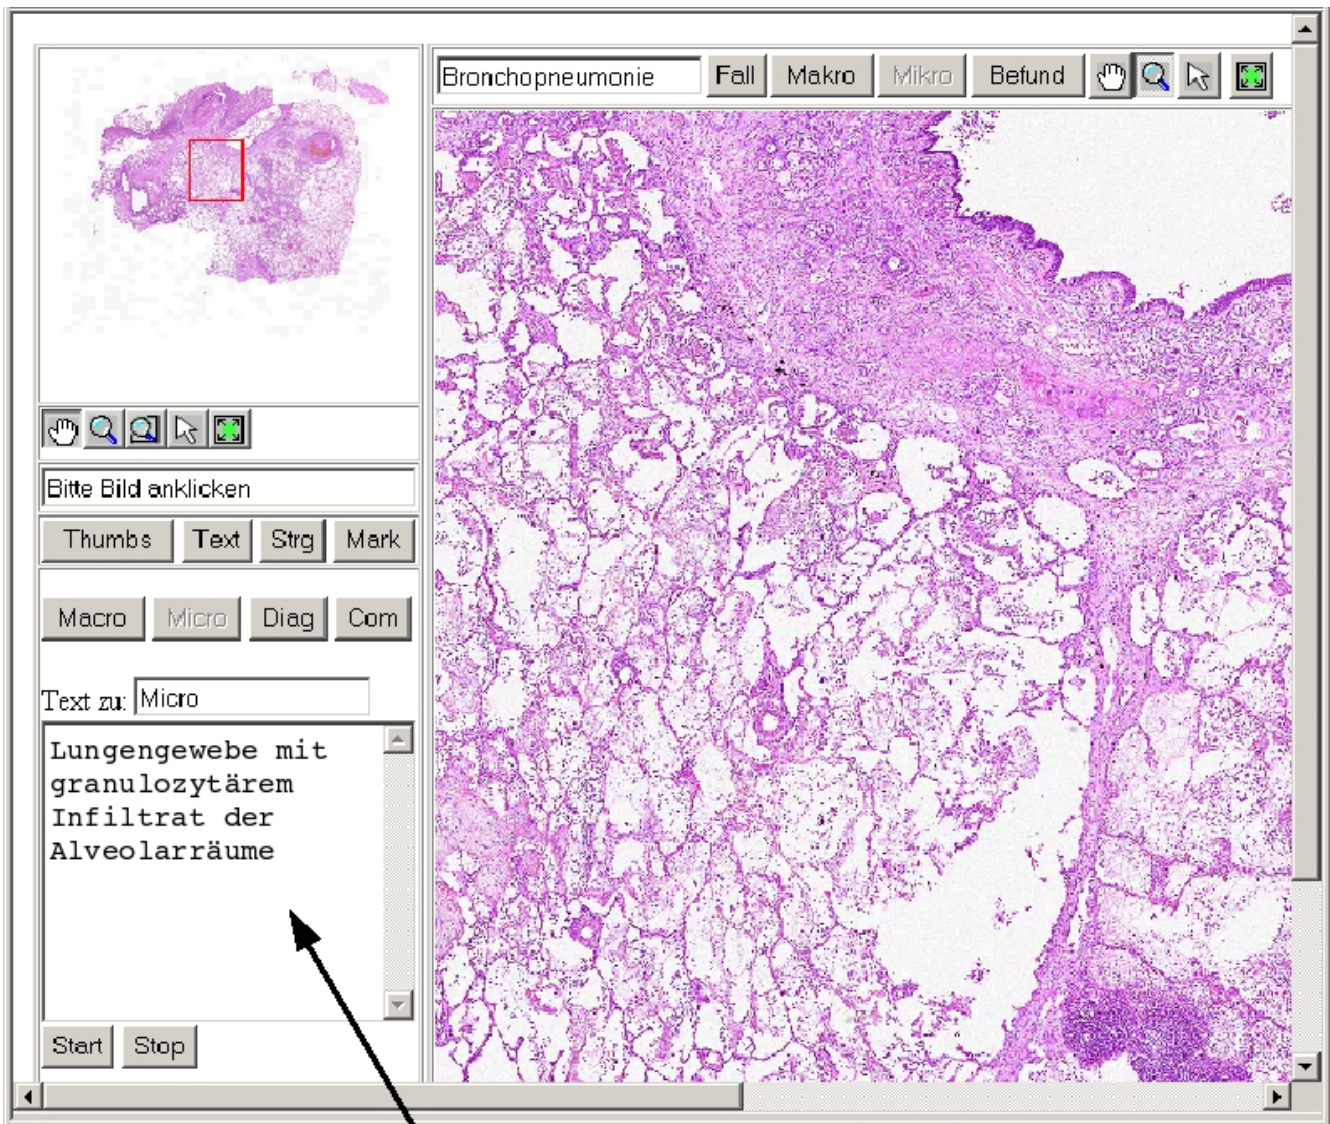 Bronchopneumonie Fall Makro Mikro Befund
Bitte Bild anklicken
Thumbs Text Strg Mark
Macro Micro Diag Com
Text zu: Micro
Lungengewebe mit
granulozytärem
Infiltrat der
Alveolarräume
Start Stop